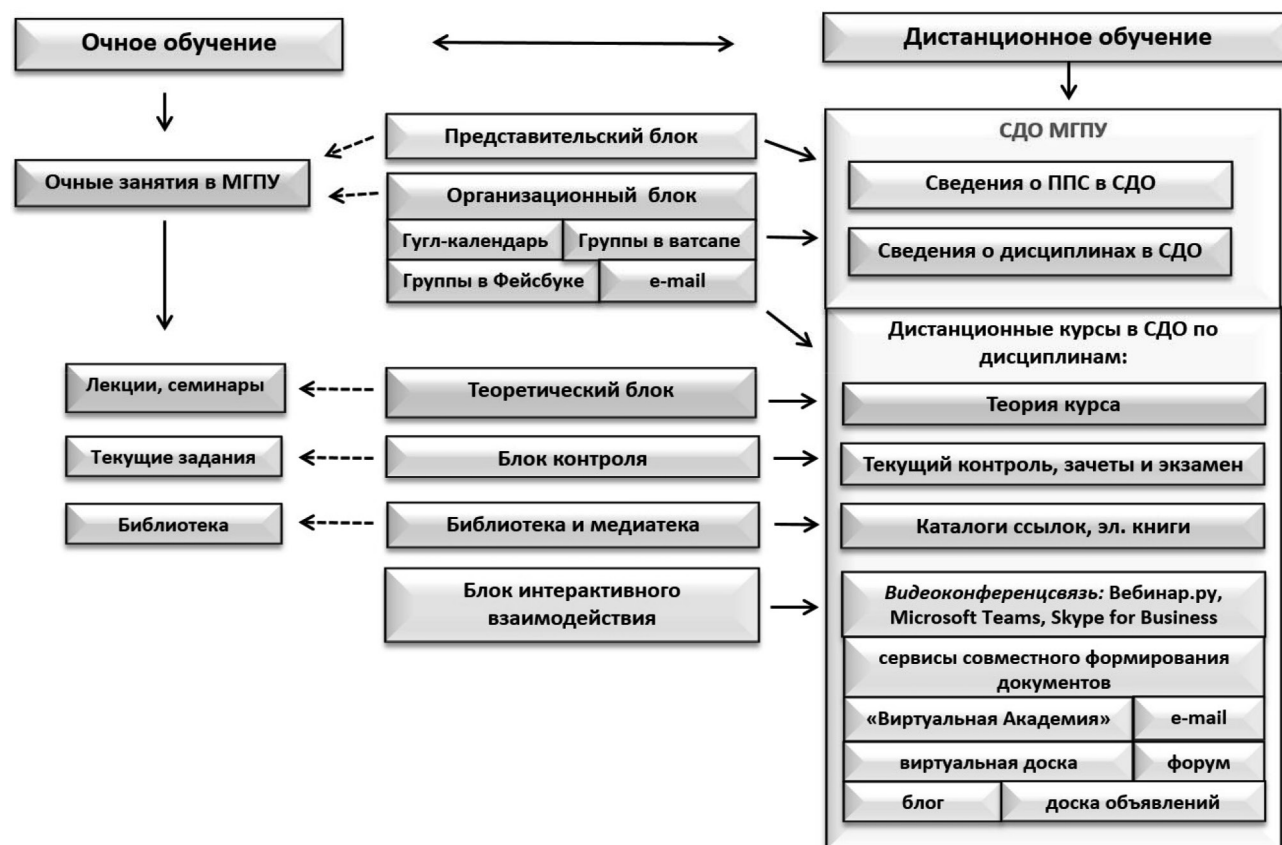 Очное обучение
Дистанционное обучение
Представительский блок
СДО МГПУ
Очные занятия в МГПУ
Сведения о ППС в СДО
Организационный блок
Гугл-календарь
Группы в ватсапе
Сведения о дисциплинах в СДО
Группы в Фейсбуке
e-mail
Дистанционные курсы в СДО по
дисциплинам:
Лекции, семинары
Теоретический блок
Теория курса
Текущие задания
Блок контроля
Текущий контроль, зачеты и экзамен
Библиотека
Библиотека и медиатека
Каталоги ссылок, эл. книги
Блок интерактивного
взаимодействия
Видеоконференцсвязь: Вебинар.ру,
Microsoft Teams, Skype for Business
сервисы совместного формирования
документов
«Виртуальная Академия»
e-mail
виртуальная доска
форум
блог
доска объявлений